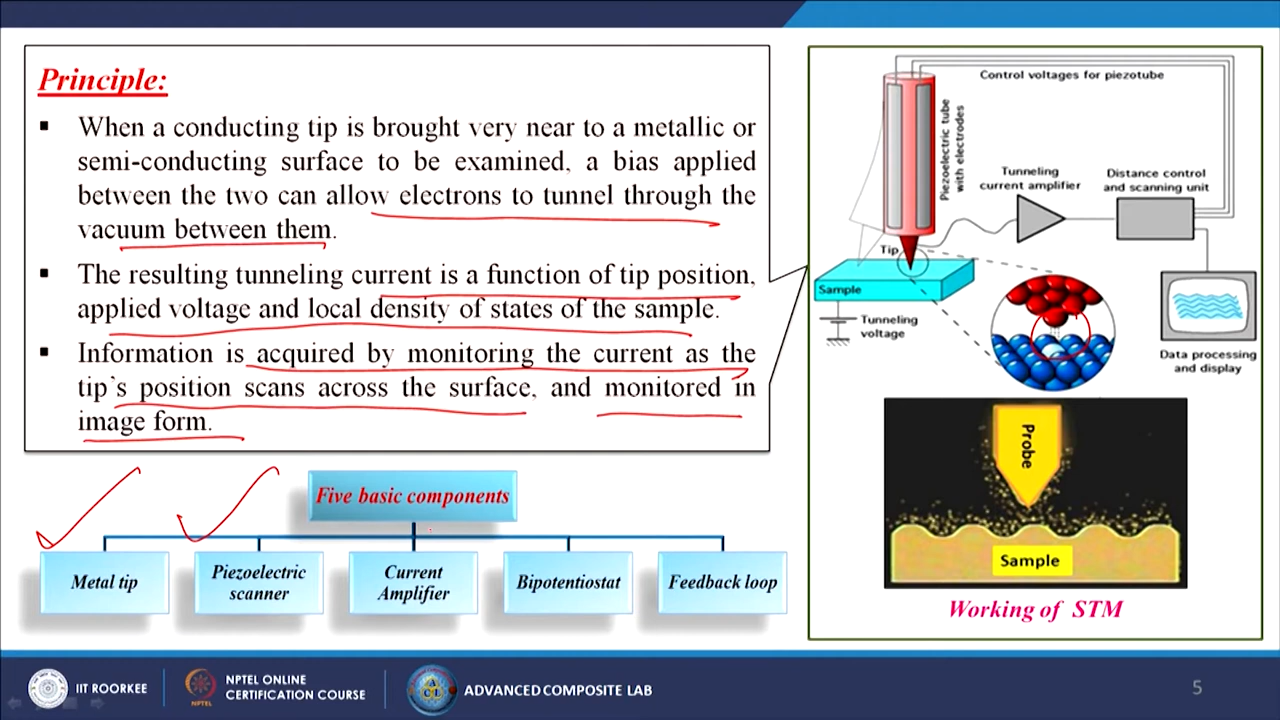 Principle:
▪ When a conducting tip is brought very near to a metallic or
semi-conducting surface to be examined, a bias applied
between the two can allow electrons to tunnel through the
vacuum between them.
▪ The resulting tunneling current is a function of tip position,
applied voltage and local density of states of the sample.
▪ Information is acquired by monitoring the current as the
tip`s position scans across the surface, and monitored in
image form.
Five basic components
Metal tip
Piezoelectric
scanner
Current
Amplifier
Bipotentiostat
Feedback loop
Control voltages for piezotube
Piezoelectric tube
with electrodes
Tunneling
current amplifier
Distance control
and scanning unit
Tip
Sample
Tunneling
voltage
Data processing
and display
Probe
Sample
Working of STM
IIT ROORKEE
NPTEL
NPTEL ONLINE
CERTIFICATION COURSE
ADVANCED COMPOSITE LAB
5